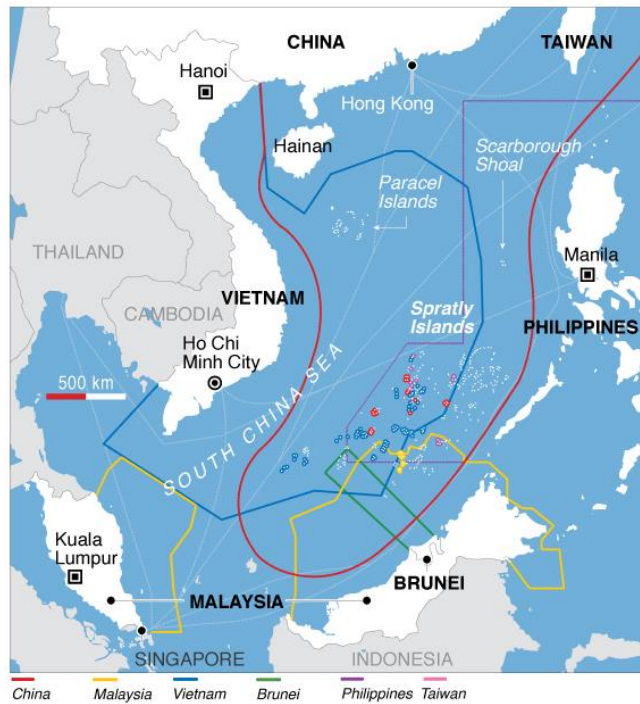 CHINA
TAIWAN
Hanoi
Hong Kong
Hainan
Scarborough
Shoal
Paracel
Islands
THAILAND
Manila
VIETNAM
CAMBODIA
Spratly
Islands
PHILIPPINES
Ho Chi
Minh City
500 km
SOUTH CHINA SEA
Kuala
Lumpur
BRUNEI
MALAYSIA
SINGAPORE
INDONESIA
China
Malaysia
Vietnam
Brunei
Philippines
Taiwan